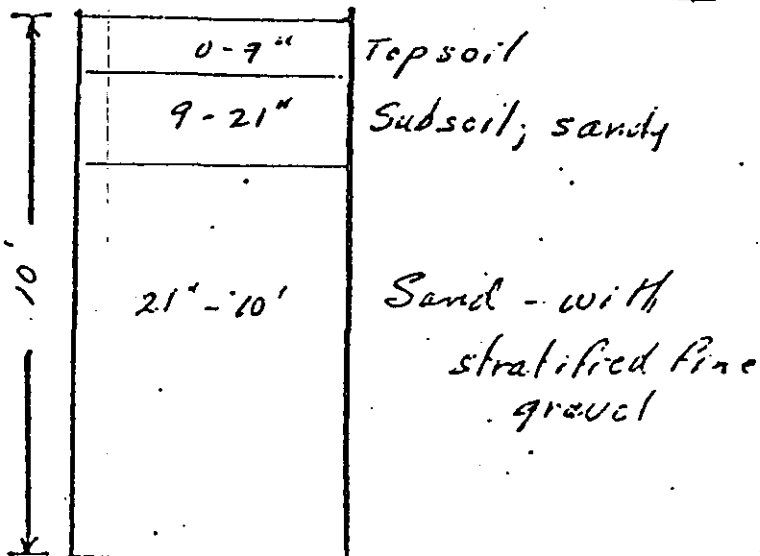 0-9" Topsoil
9-21" Subsoil; sandy
10'
21"-10' Sand - with
stratified fine
gravel